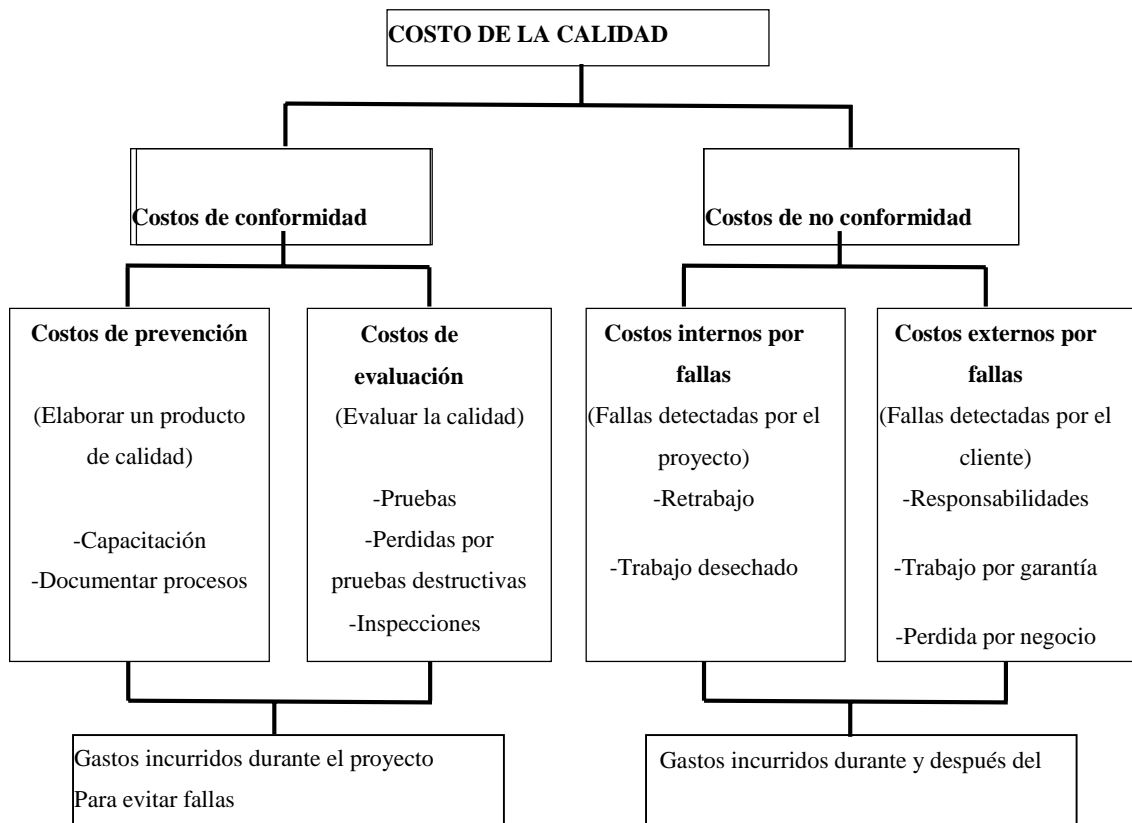 COSTO DE LA CALIDAD
Costos de conformidad
Costos de no conformidad
Costos de prevención
(Elaborar un producto
de calidad)
-Capacitación
-Documentar procesos
Costos de
evaluación
(Evaluar la calidad)
-Pruebas
-Perdidas por
pruebas destructivas
-Inspecciones
Costos internos por
fallas
(Fallas detectadas por el
proyecto)
-Retrabajo
-Trabajo desechado
Costos externos por
fallas
(Fallas detectadas por el
cliente)
-Responsabilidades
-Trabajo por garantía
-Perdida por negocio
Gastos incurridos durante el proyecto
Para evitar fallas
Gastos incurridos durante y después del